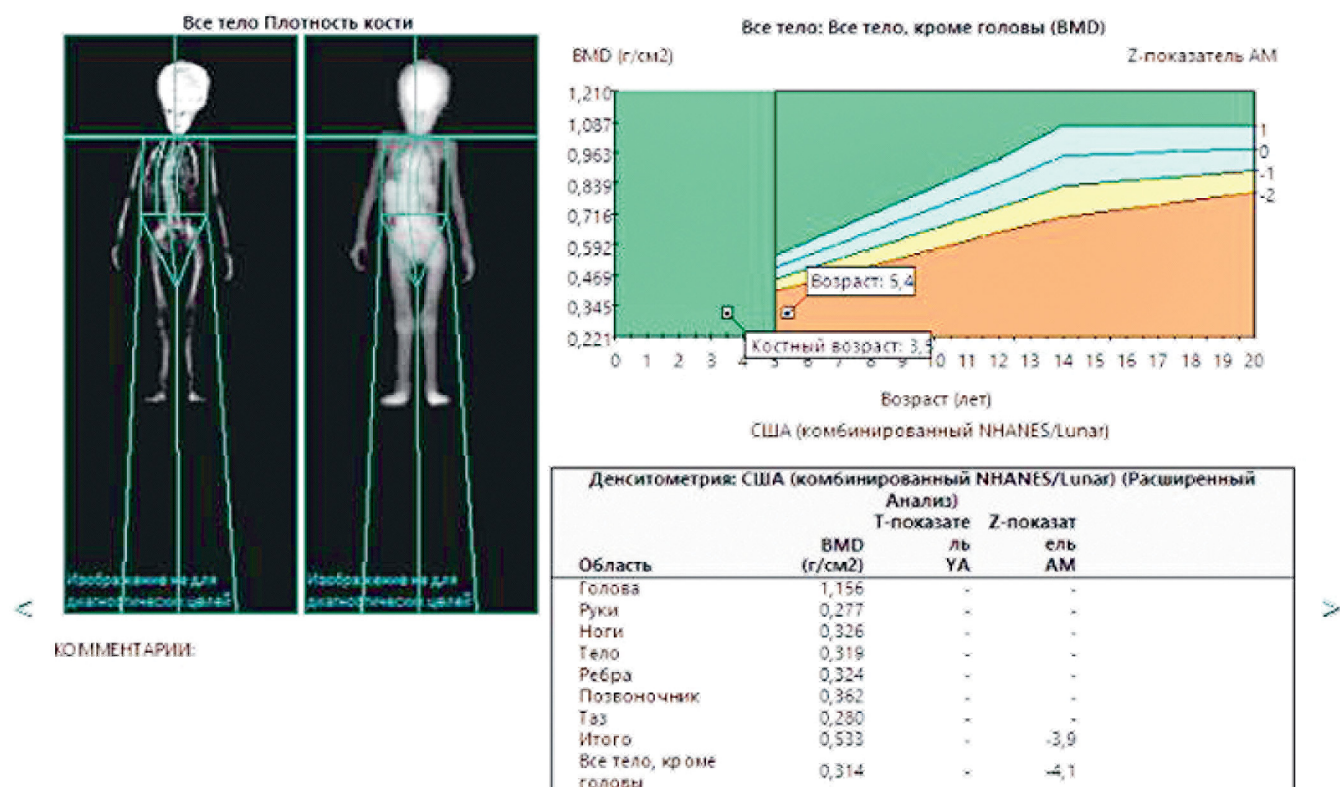 Все тело Плотность кости
Изображение не для
диагностических целей
Изображение не для
диагностических целей
<
КОММЕНТАРИИ:
Все тело: Все тело, кроме головы (BMD)
BMD (г/см2)
Z-показатель AM
1,210
1,087
0,963
0,839
0,716
0,592
0,469
0,345
0,221
1
0
-1
-2
Возраст: 5,4
Костный возраст: 3,5
0 1 2 3 4 5 6 7 8 9 10 11 12 13 14 15 16 17 18 19 20
Возраст (лет)
США (комбинированный NHANES/Lunar)
Денситометрия: США (комбинированный NHANES/Lunar) (Расширенный
Анализ)
Т-показате Z-показат
BMD ль ель
Область (г/см2) YA AM
Голова 1,156 - -
Руки 0,277 - -
Ноги 0,326 - -
Тело 0,319 - -
Ребра 0,324 - -
Позвоночник 0,362 - -
Таз 0,280 - -
Итого 0,533 - -3,9
Все тело, кроме
головы 0,314 - -4,1
>